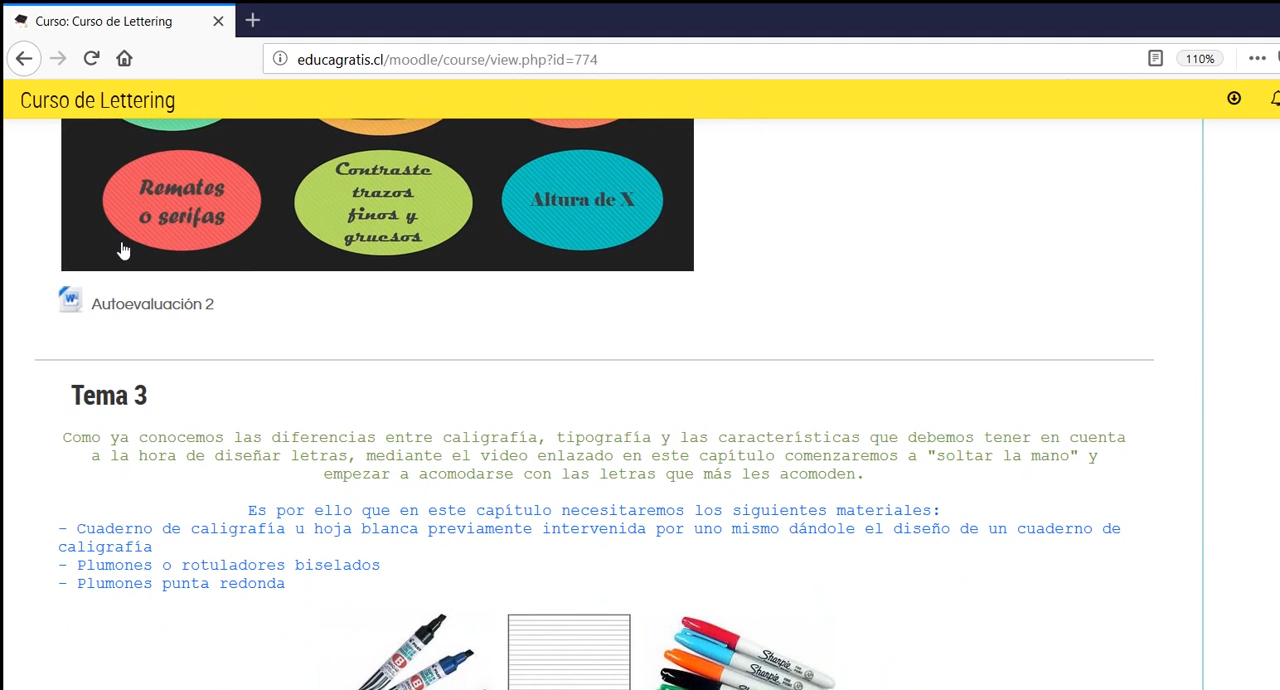 Curso: Curso de Lettering
educagratis.cl/moodle/course/view.php?id=774
110%
Curso de Lettering
Remates
o serifas
Contraste
trazos
finos y
gruesos
Altura de X
Autoevaluación 2
Tema 3
Como ya conocemos las diferencias entre caligrafía, tipografía y las características que debemos tener en cuenta
a la hora de diseñar letras, mediante el video enlazado en este capítulo comenzaremos a "soltar la mano" y
empezar a acomodarse con las letras que más les acomoden.
Es por ello que en este capítulo necesitaremos los siguientes materiales:
- Cuaderno de caligrafía u hoja blanca previamente intervenida por uno mismo dándole el diseño de un cuaderno de
caligrafía
- Plumones o rotuladores biselados
- Plumones punta redonda
Sharpie
Sharpie